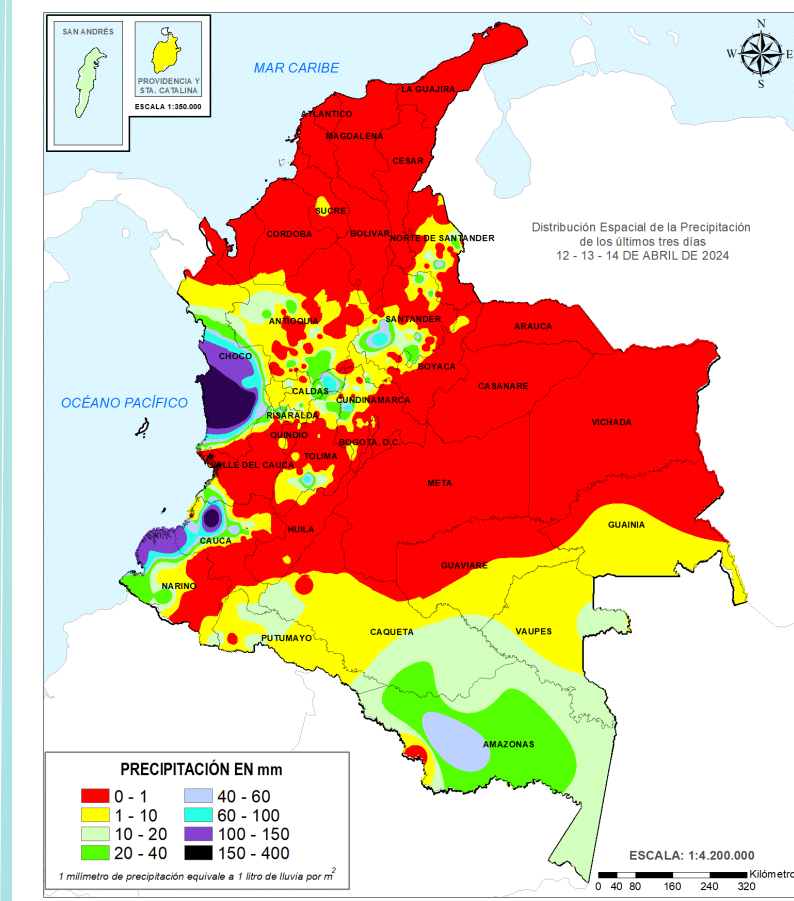 SAN ANDRÉS
PROVIDENCIA Y
STA. CATALINA
ESCALA 1:350.000
MAR CARIBE
N
W
E
S
LA GUAJIRA
ATLANTICO
MAGDALENA
CESAR
SUCRE
CORDOBA
BOLIVAR
NORTE DE SANTANDER
Distribución Espacial de la Precipitación
de los últimos tres días
12 - 13 - 14 DE ABRIL DE 2024
ANTIOQUIA
SANTANDER
ARAUCA
CHOCO
BOYACA
CASANARE
CALDAS
CUNDINAMARCA
OCÉANO PACÍFICO
RISARALDA
VICHADA
QUINDIO
BOGOTA, D.C.
TOLIMA
VALLE DEL CAUCA
META
GUAINIA
HUILA
CAUCA
GUAVIARE
NARINO
CAQUETA
VAUPES
PUTUMAYO
AMAZONAS
PRECIPITACIÓN EN mm
0 - 1
40 - 60
1 - 10
60 - 100
10 - 20
100 - 150
20 - 40
150 - 400
1 milímetro de precipitación equivale a 1 litro de lluvia por m²
ESCALA: 1:4.200.000
Kilómetro
0 40 80 160 240 320